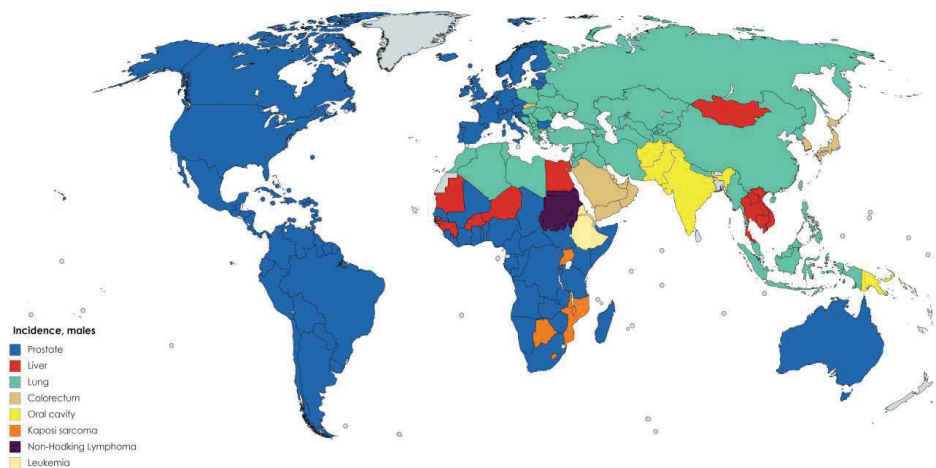 Incidence, males
Prostate
Liver
Lung
Colorectum
Oral cavity
Kaposi sarcoma
Non-Hodking Lymphoma
Leukemia